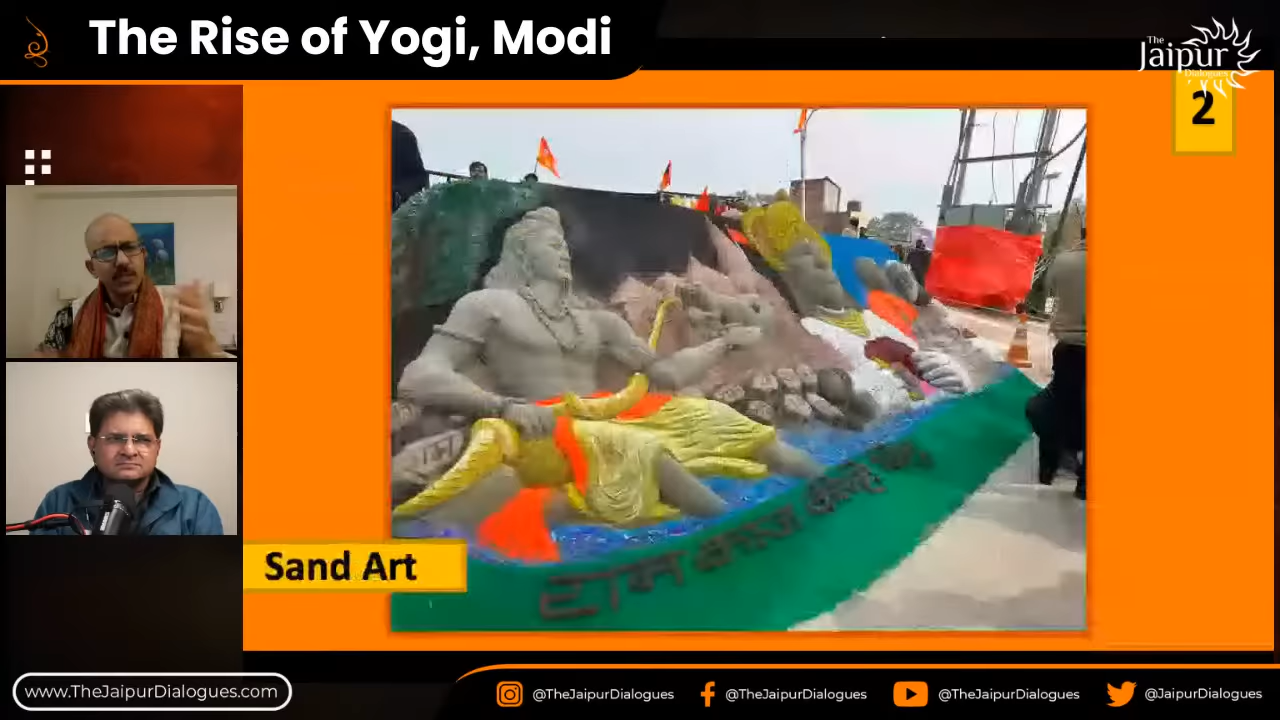 The Rise of Yogi, Modi
The
Jaipur
Dialogues
2
Sand Art
राम
www.TheJaipurDialogues.com
@TheJaipurDialogues
@TheJaipurDialogues
@TheJaipurDialogues
@JaipurDialogues